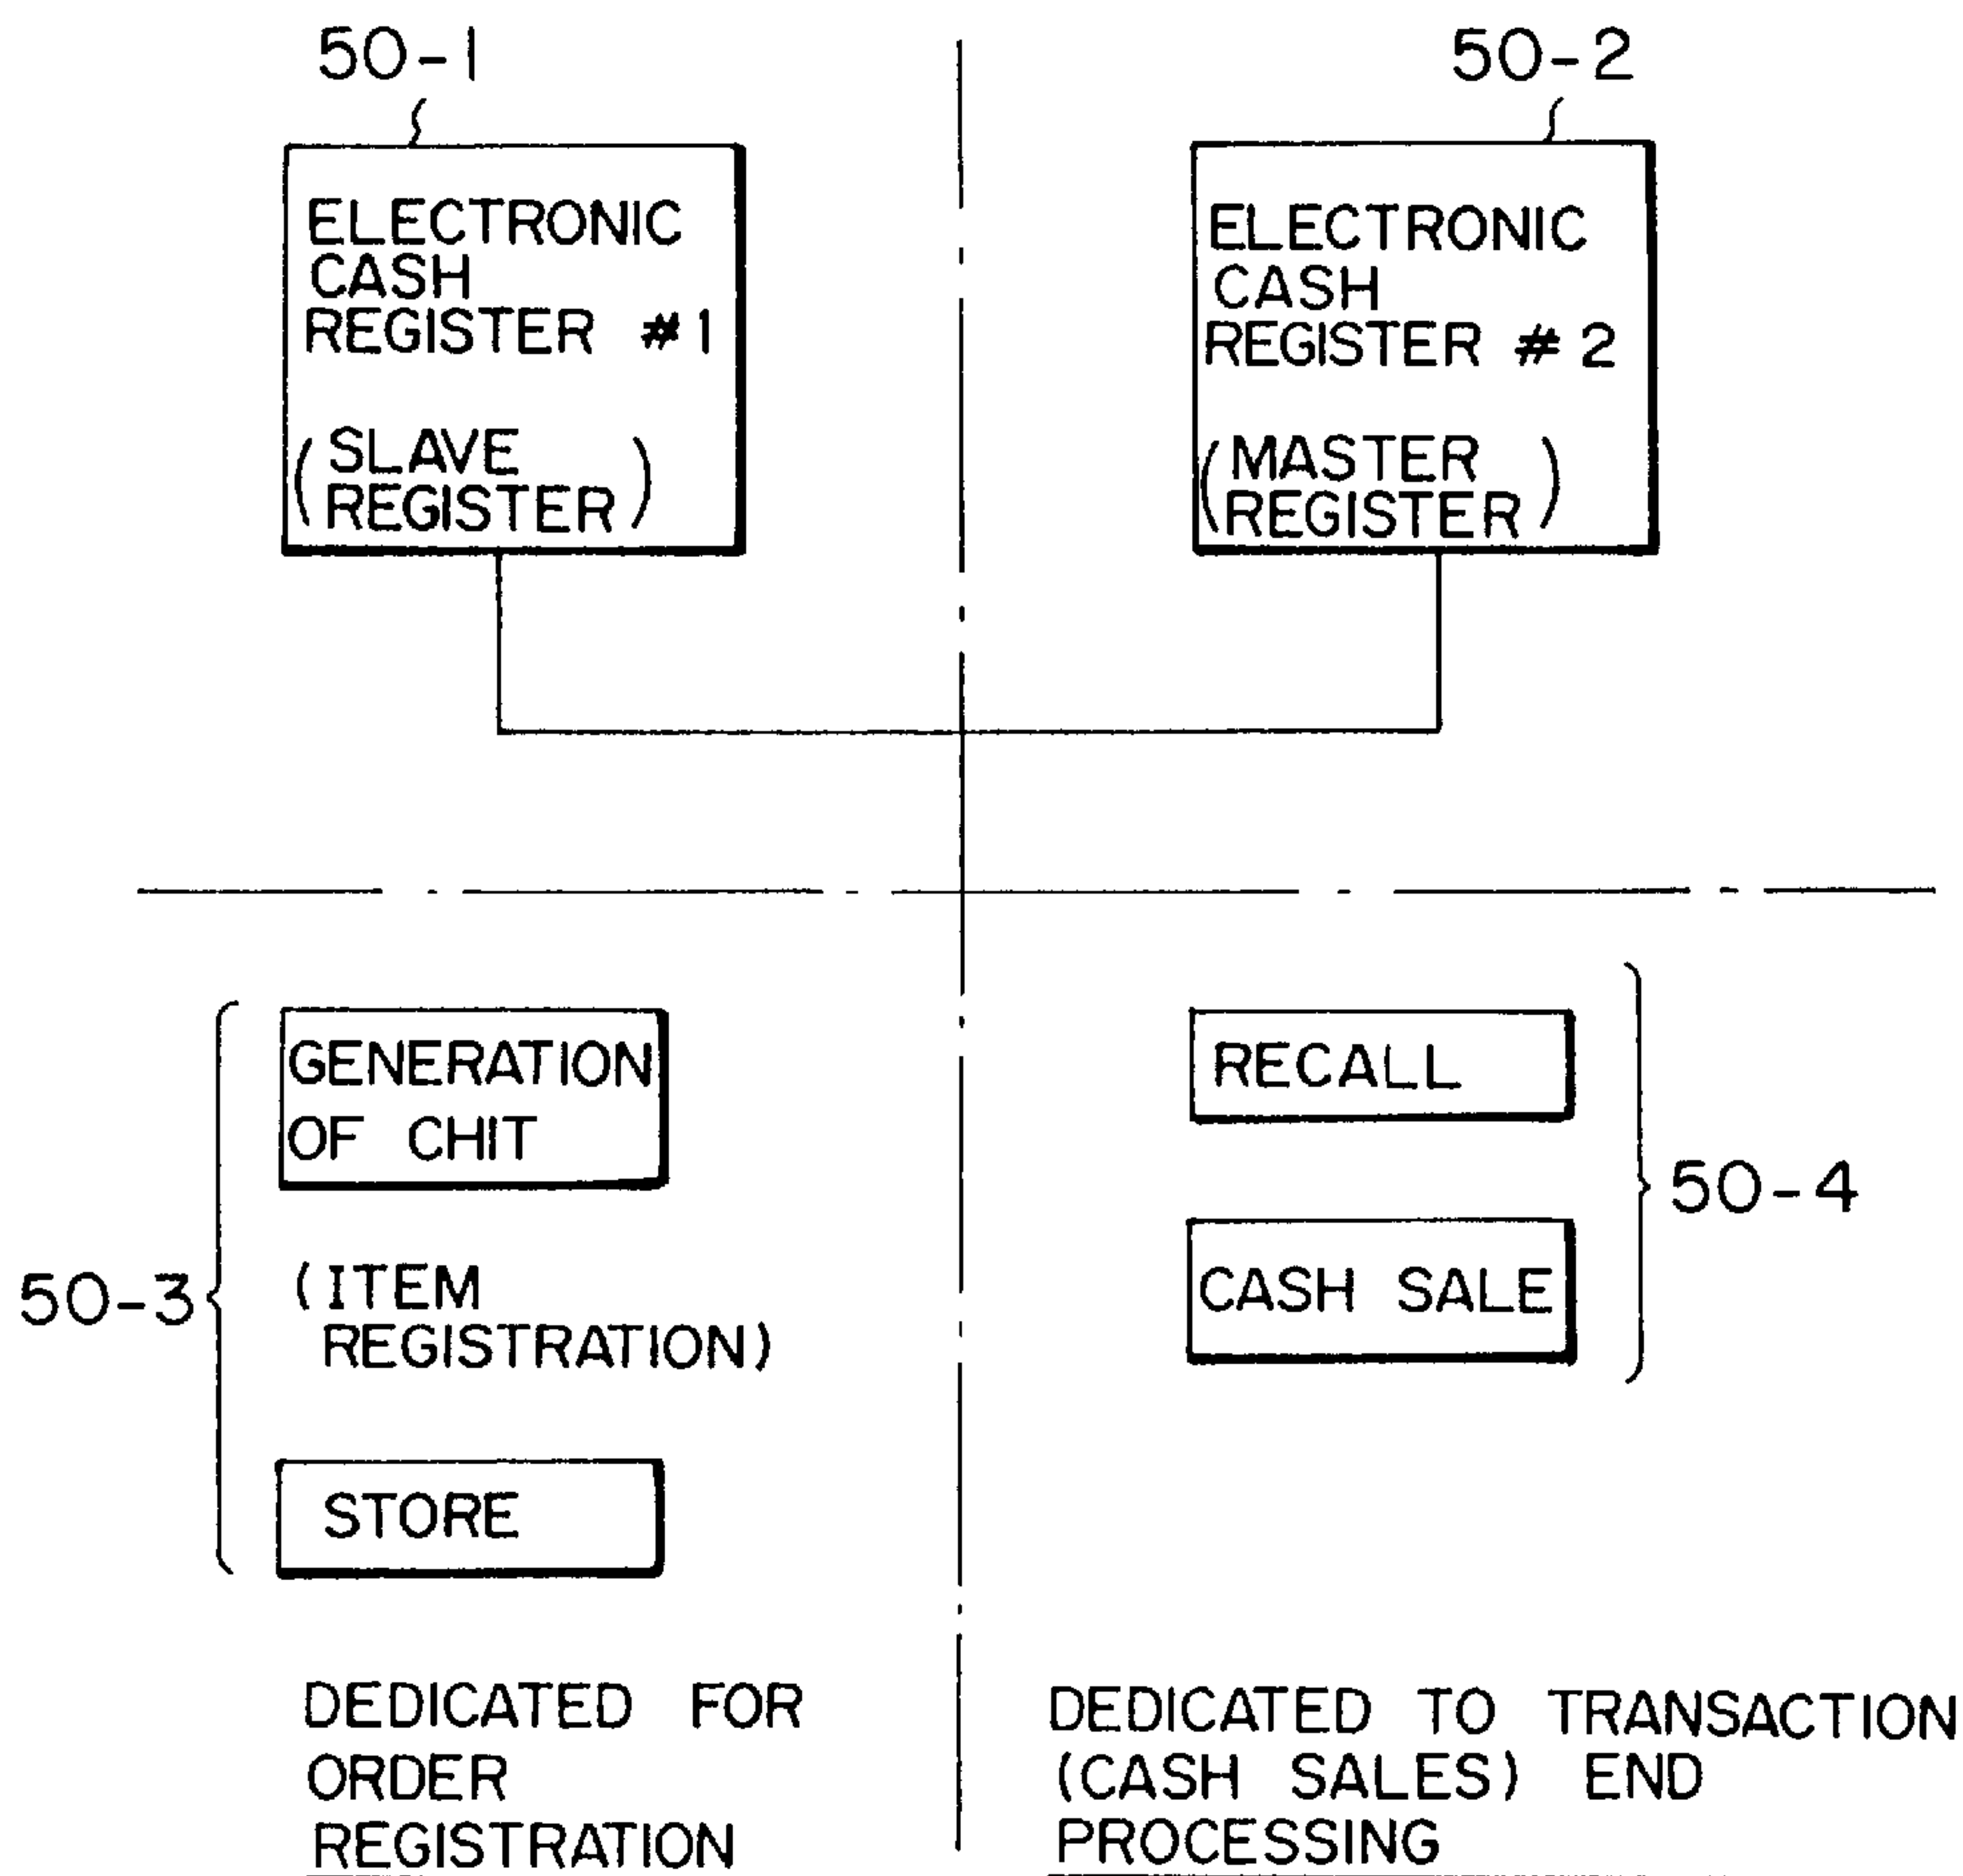 50-1
ELECTRONIC
CASH
REGISTER #1
(SLAVE
REGISTER)
50-2
ELECTRONIC
CASH
REGISTER #2
(MASTER
REGISTER)
50-3
GENERATION
OF CHIT
(ITEM
REGISTRATION)
STORE
DEDICATED FOR
ORDER
REGISTRATION
RECALL
CASH SALE
50-4
DEDICATED TO TRANSACTION
(CASH SALES) END
PROCESSING